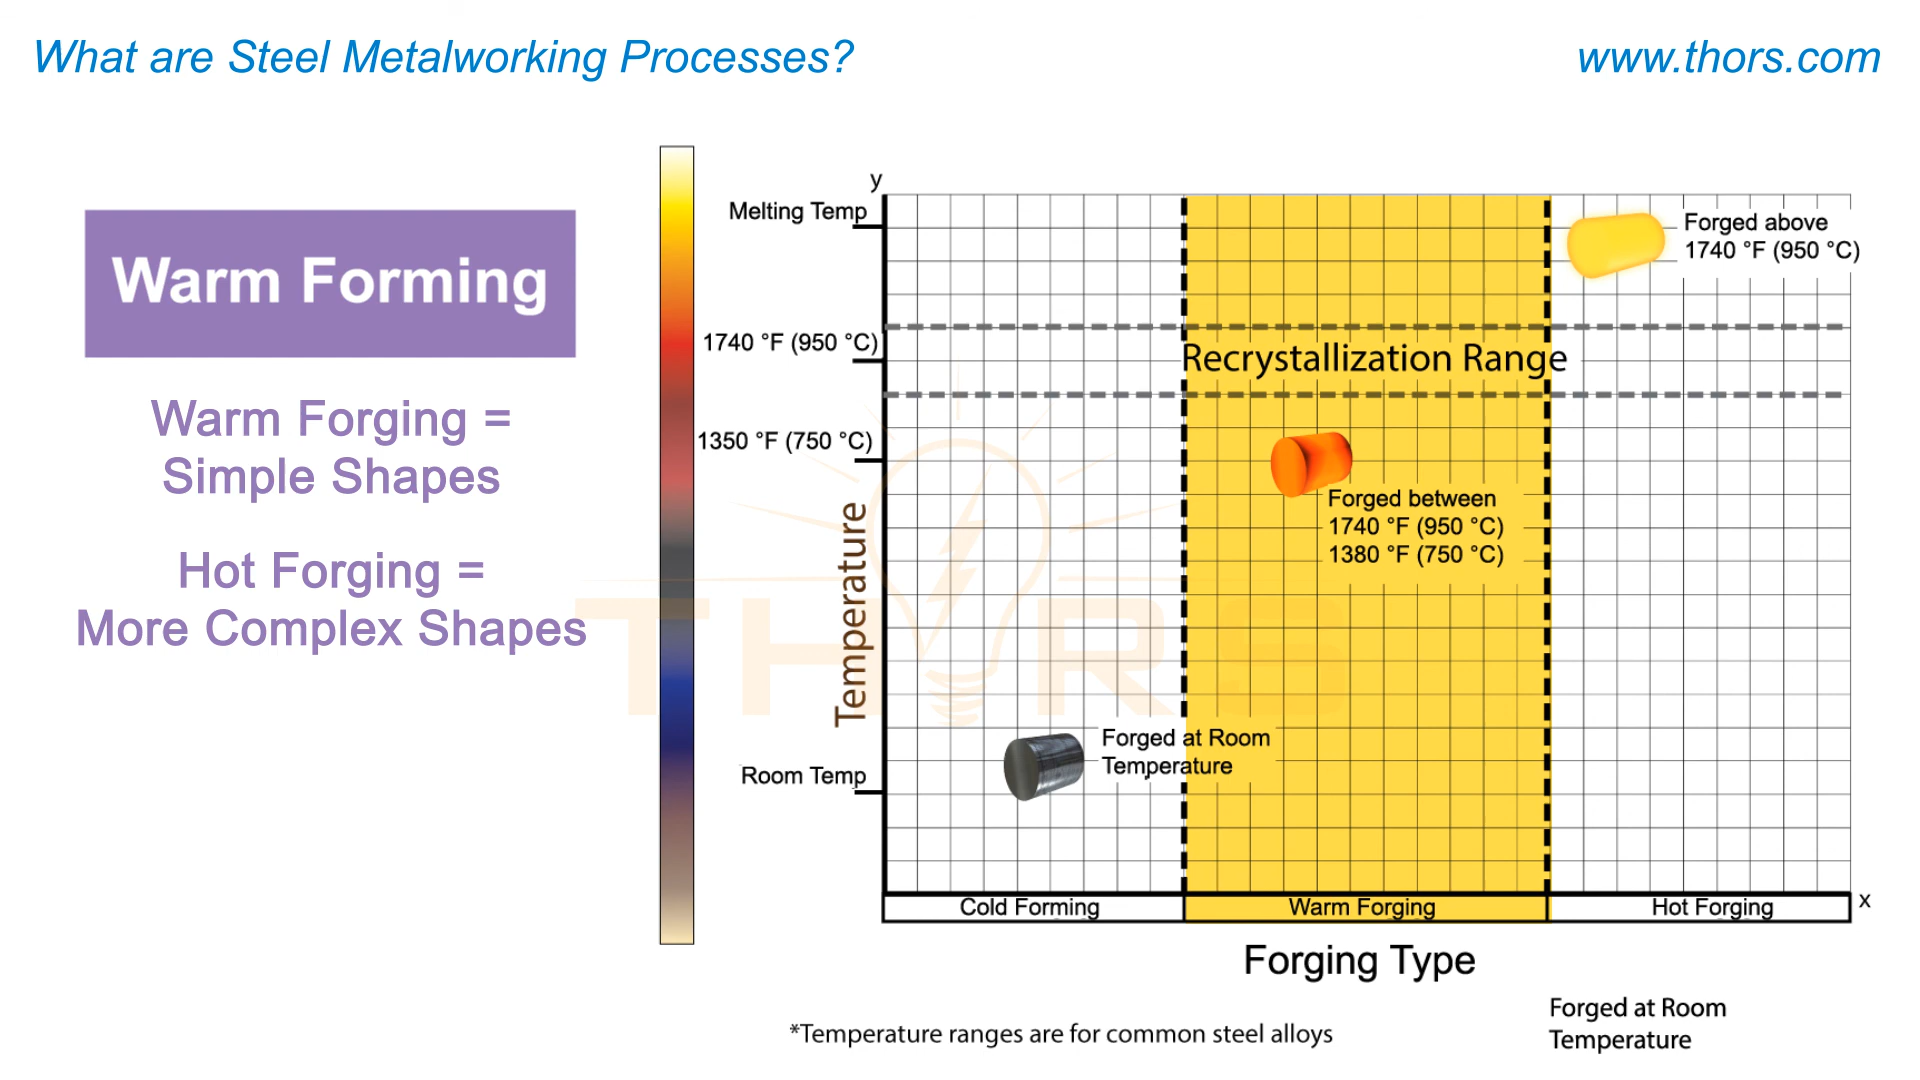 What are Steel Metalworking Processes?
www.thors.com
Warm Forming
Warm Forging =
Simple Shapes
Hot Forging =
More Complex Shapes
y
Melting Temp
1740 °F (950 °C)
1350 °F (750 °C)
Room Temp
Temperature
Forged above
1740 °F (950 °C)
Recrystallization Range
Forged between
1740 °F (950 °C)
1380 °F (750 °C)
Forged at Room
Temperature
THORS
Cold Forming
Warm Forging
Hot Forging
x
Forging Type
*Temperature ranges are for common steel alloys
Forged at Room
Temperature